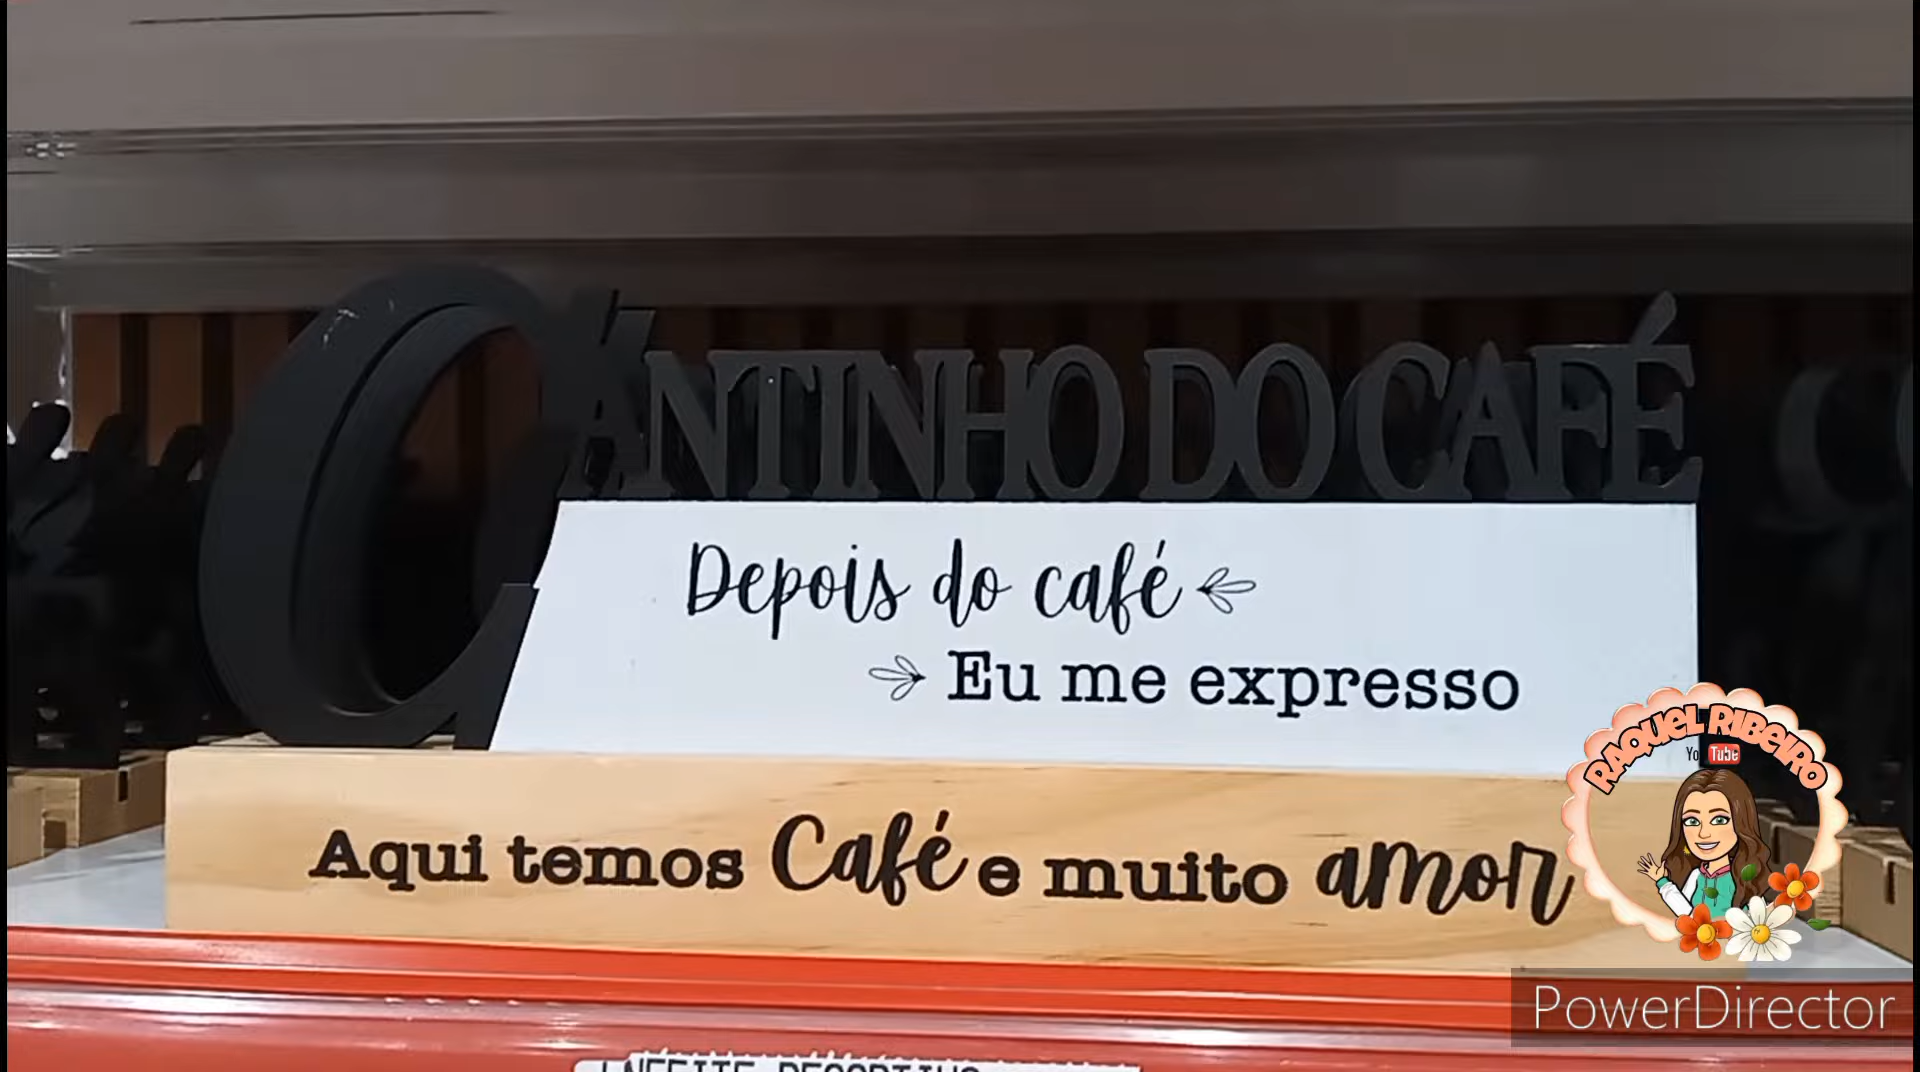 CANTINHO DO CAFÉ
Depois do café
Eu me expresso
Aqui temos Café e muito amor
RAQUEL RIBEIRO
YouTube
PowerDirector